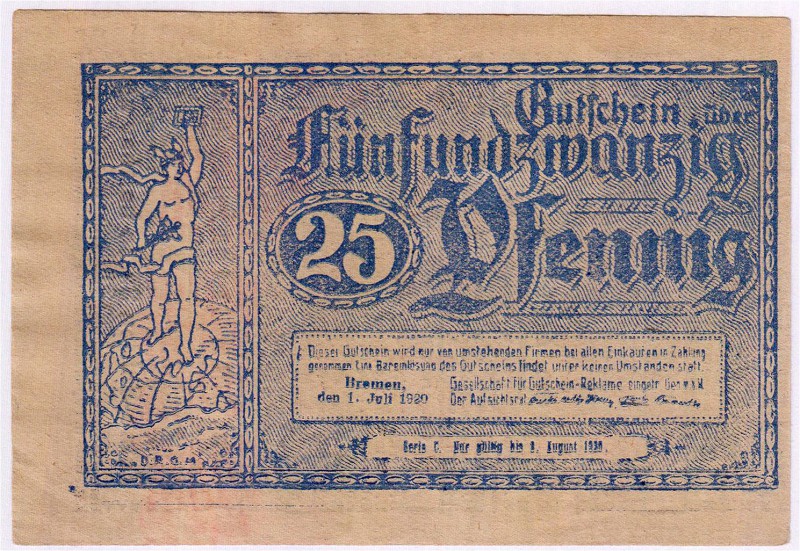 Gutschein über
Fünfundzwanzig
25 Pfennig
Dieser Gutschein wird nur von umstehenden Firmen bei allen Einkäufen in Zahlung
genommen Eine Bareinlösung des Gutscheins findet unter keinen Umständen statt.
Bremen, Gesellschaft für Gutschein-Reklame eingetr. Gen. m.b.H.
den 1. Juli 1920 Der Aufsichtsrat
Serie C. Nur gültig bis August 1920.
D.R.G.M